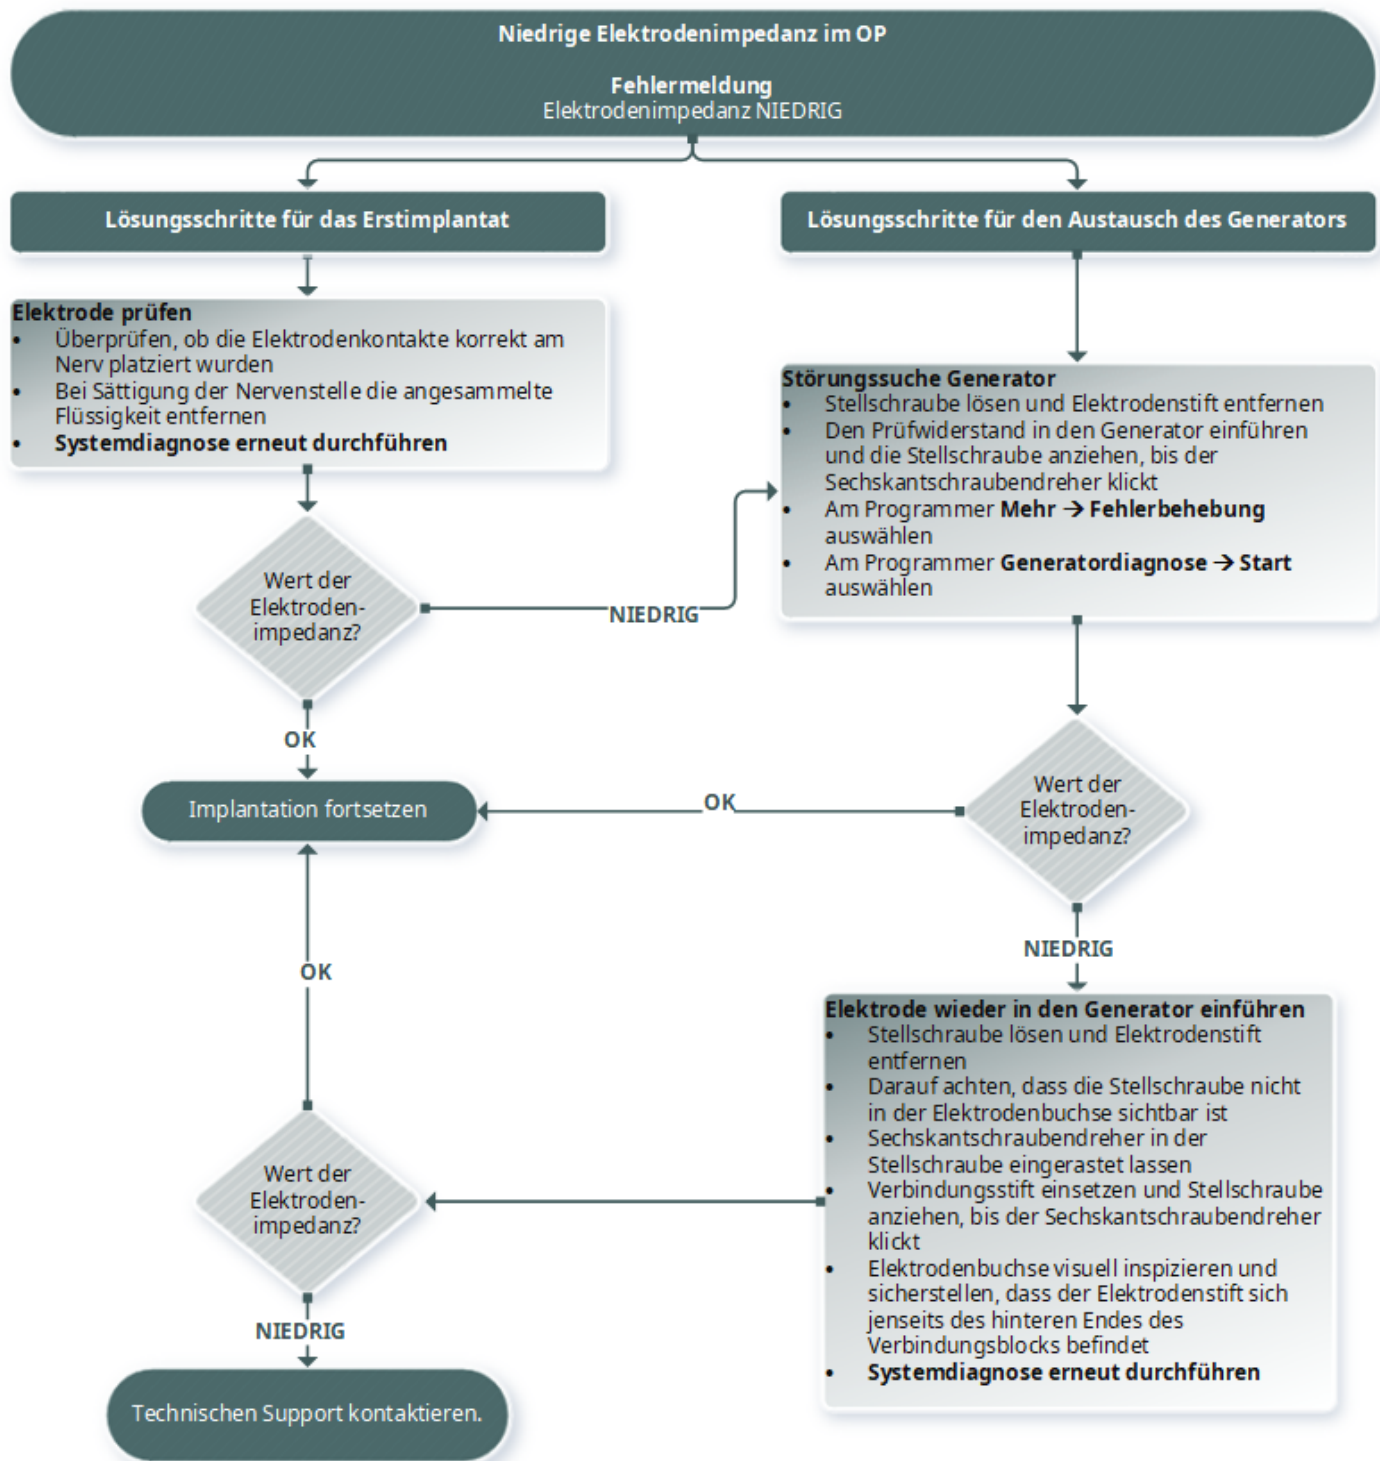 Niedrige Elektrodenimpedanz im OP
Fehlermeldung
Elektrodenimpedanz NIEDRIG
Lösungsschritte für das Erstimplantat
Elektrode prüfen
• Überprüfen, ob die Elektrodenkontakte korrekt am
Nerv platziert wurden
• Bei Sättigung der Nervenstelle die angesammelte
Flüssigkeit entfernen
• Systemdiagnose erneut durchführen
Wert der
Elektroden-
impedanz?
NIEDRIG
OK
Implantation fortsetzen
Lösungsschritte für den Austausch des Generators
Störungssuche Generator
• Stellschraube lösen und Elektrodenstift entfernen
• Den Prüfwiderstand in den Generator einführen
und die Stellschraube anziehen, bis der
Sechskantschraubendreher klickt
• Am Programmer Mehr → Fehlerbehebung
auswählen
• Am Programmer Generatordiagnose → Start
auswählen
Wert der
Elektroden-
impedanz?
OK
NIEDRIG
Elektrode wieder in den Generator einführen
• Stellschraube lösen und Elektrodenstift
entfernen
• Darauf achten, dass die Stellschraube nicht
in der Elektrodenbuchse sichtbar ist
• Sechskantschraubendreher in der
Stellschraube eingerastet lassen
• Verbindungsstift einsetzen und Stellschraube
anziehen, bis der Sechskantschraubendreher
klickt
• Elektrodenbuchse visuell inspizieren und
sicherstellen, dass der Elektrodenstift sich
jenseits des hinteren Endes des
Verbindungsblocks befindet
• Systemdiagnose erneut durchführen
Wert der
Elektroden-
impedanz?
OK
NIEDRIG
Technischen Support kontaktieren.